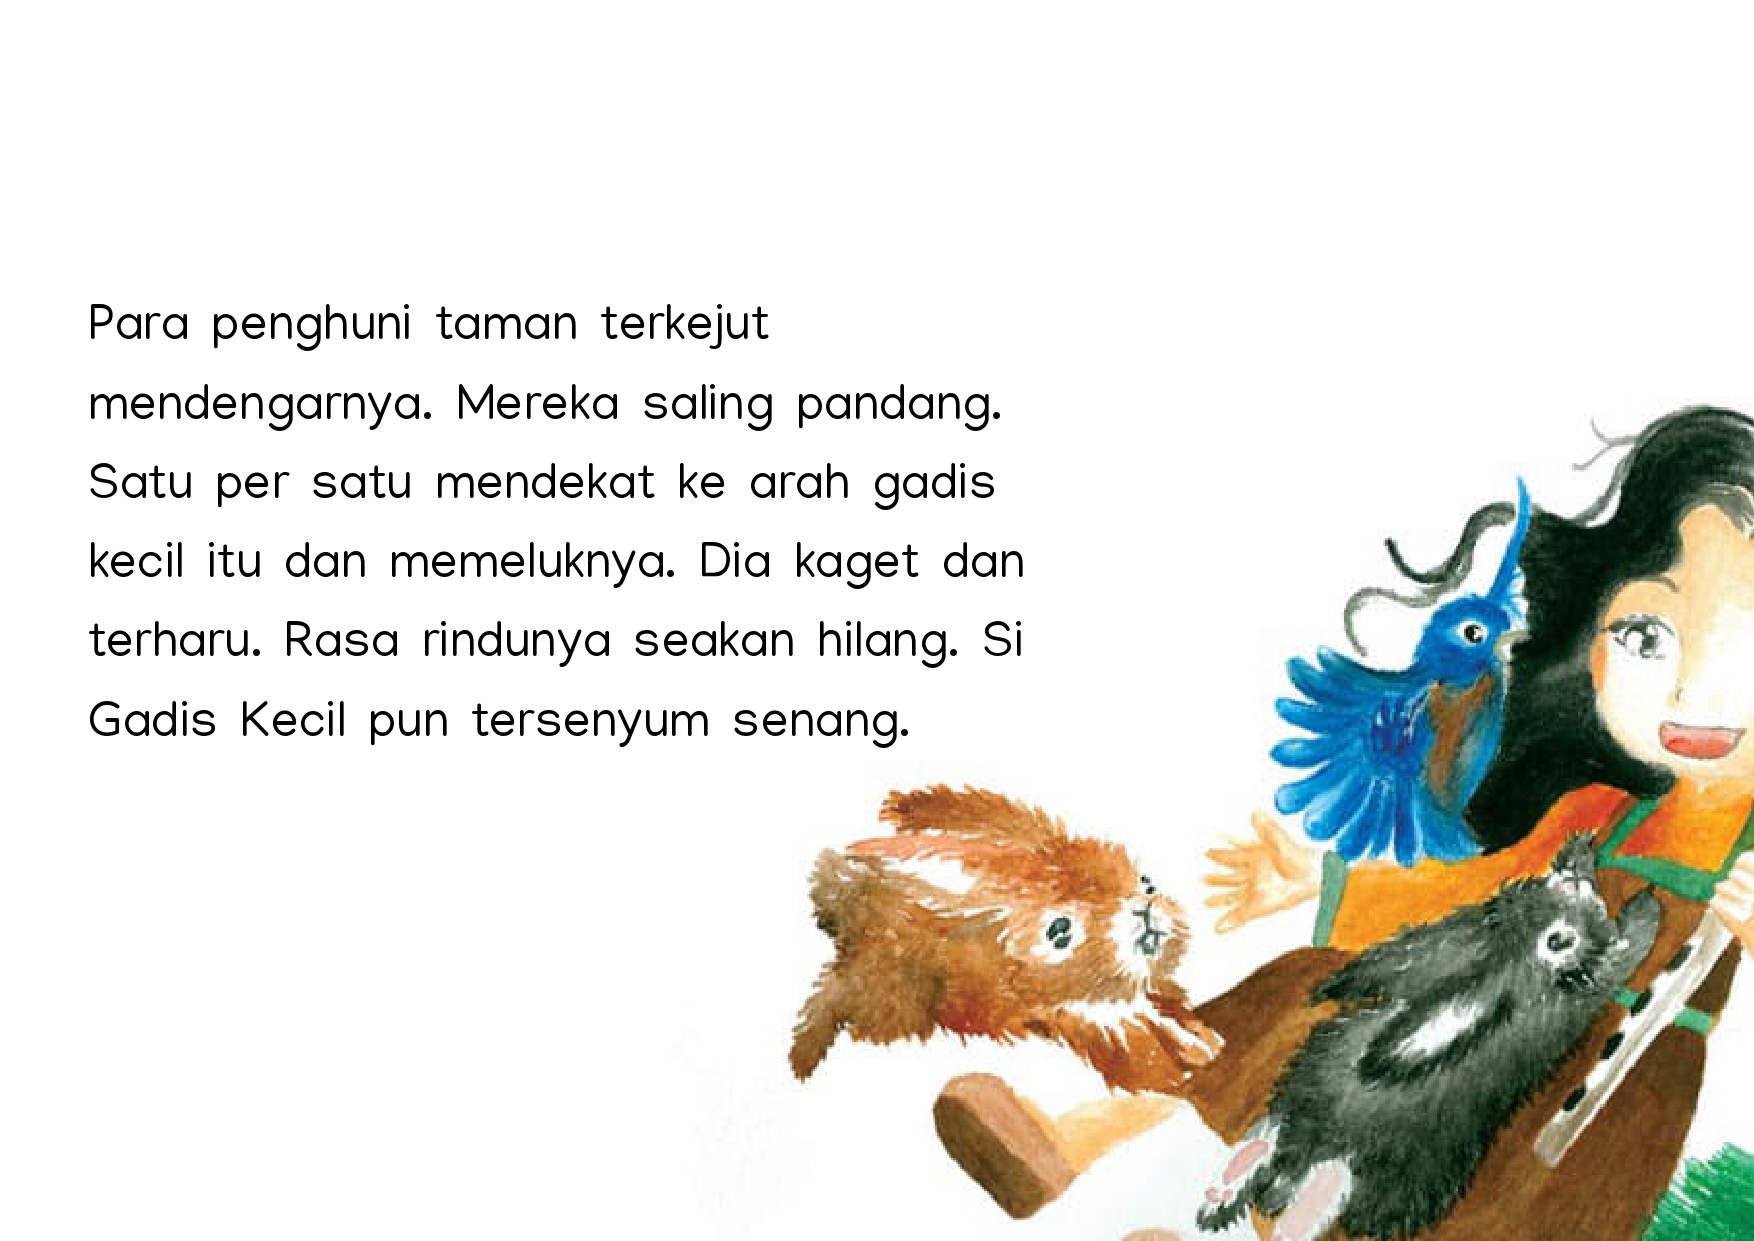 Para penghuni taman terkejut
mendengarnya. Mereka saling pandang.
Satu per satu mendekat ke arah gadis
kecil itu dan memeluknya. Dia kaget dan
terharu. Rasa rindunya seakan hilang. Si
Gadis Kecil pun tersenyum senang.